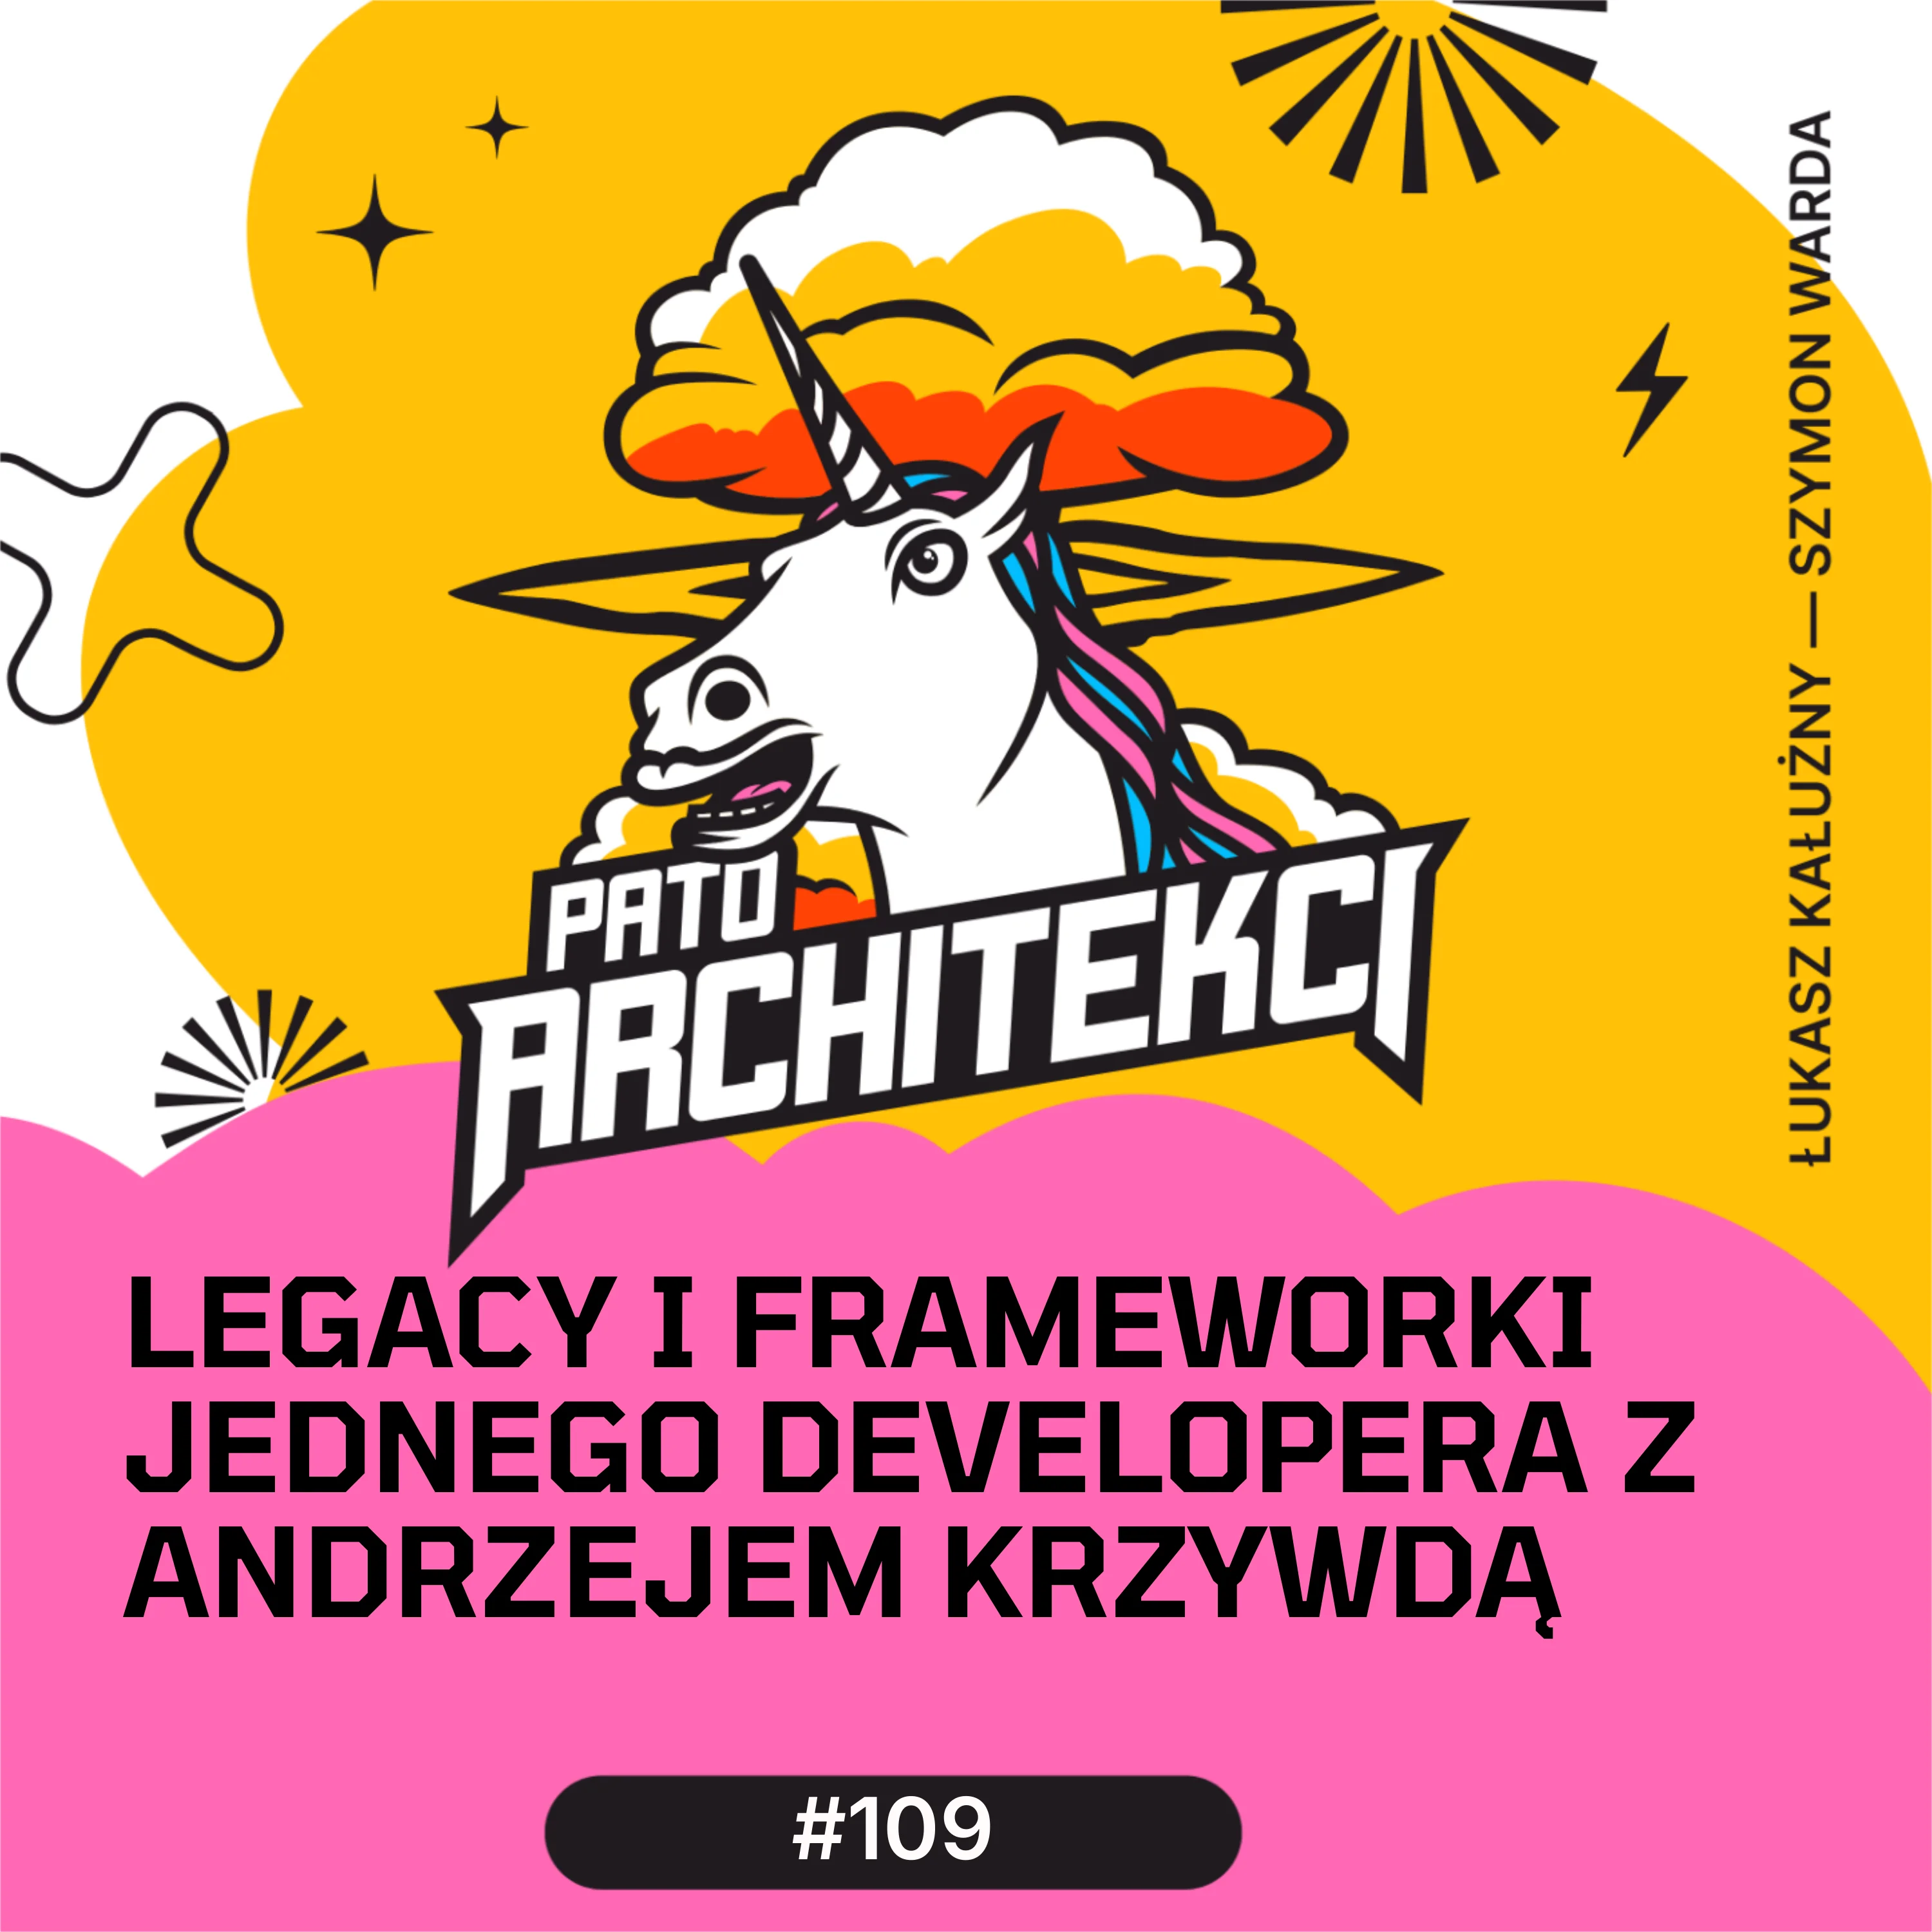 PATO
ARCHITEKCI
ŁUKASZ KAŁUŻNY — SZYMON WARDA
LEGACY I FRAMEWORKI
JEDNEGO DEVELOPERA Z
ANDRZEJEM KRZYWDĄ
#109